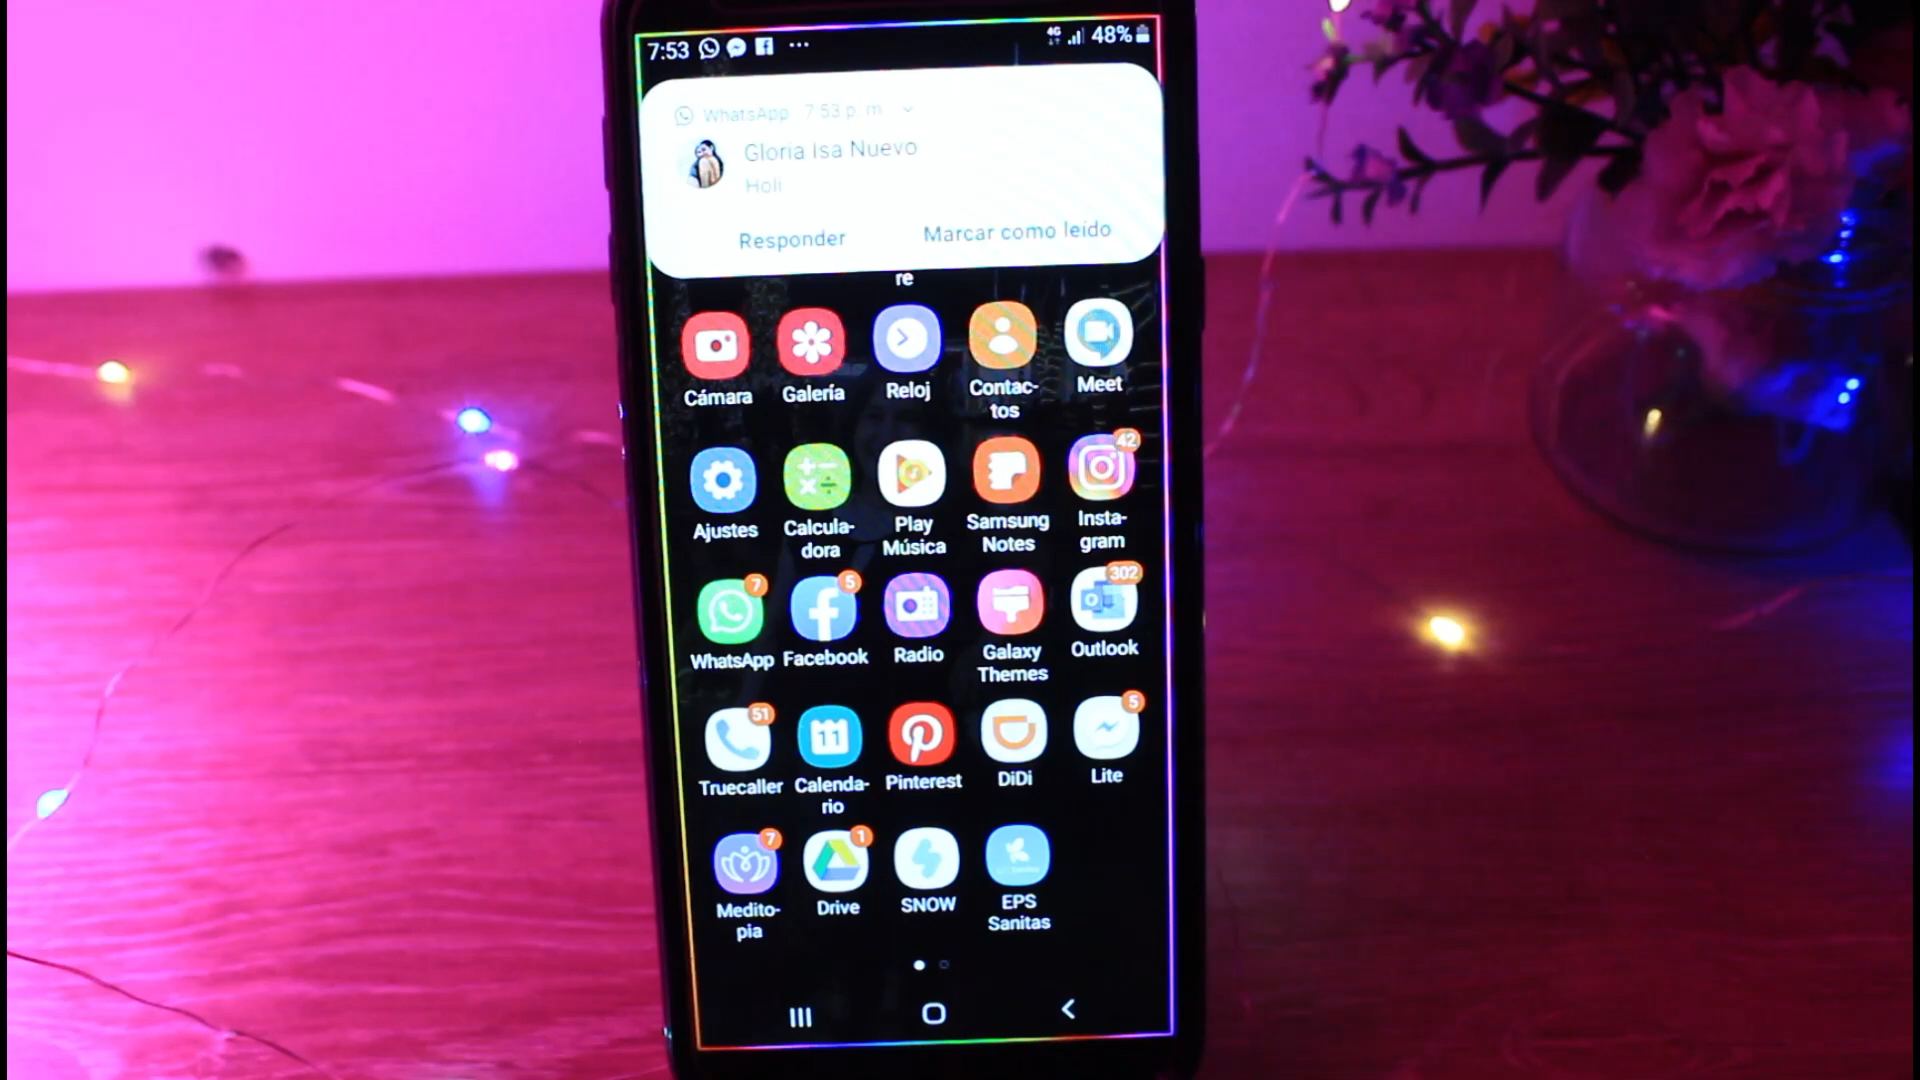 7:53
4G 48%
WhatsApp 7:53 p. m
Gloria Isa Nuevo
Holi
Responder Marcar como leído
re
Cámara Galería Reloj Contac-
tos Meet
42
Ajustes Calcula-
dora Play
Música Samsung
Notes Insta-
gram
7 5 302
WhatsApp Facebook Radio Galaxy
Themes Outlook
51 11 5
Truecaller Calenda-
rio Pinterest DiDi Lite
7 1
Medito-
pia Drive SNOW EPS
Sanitas